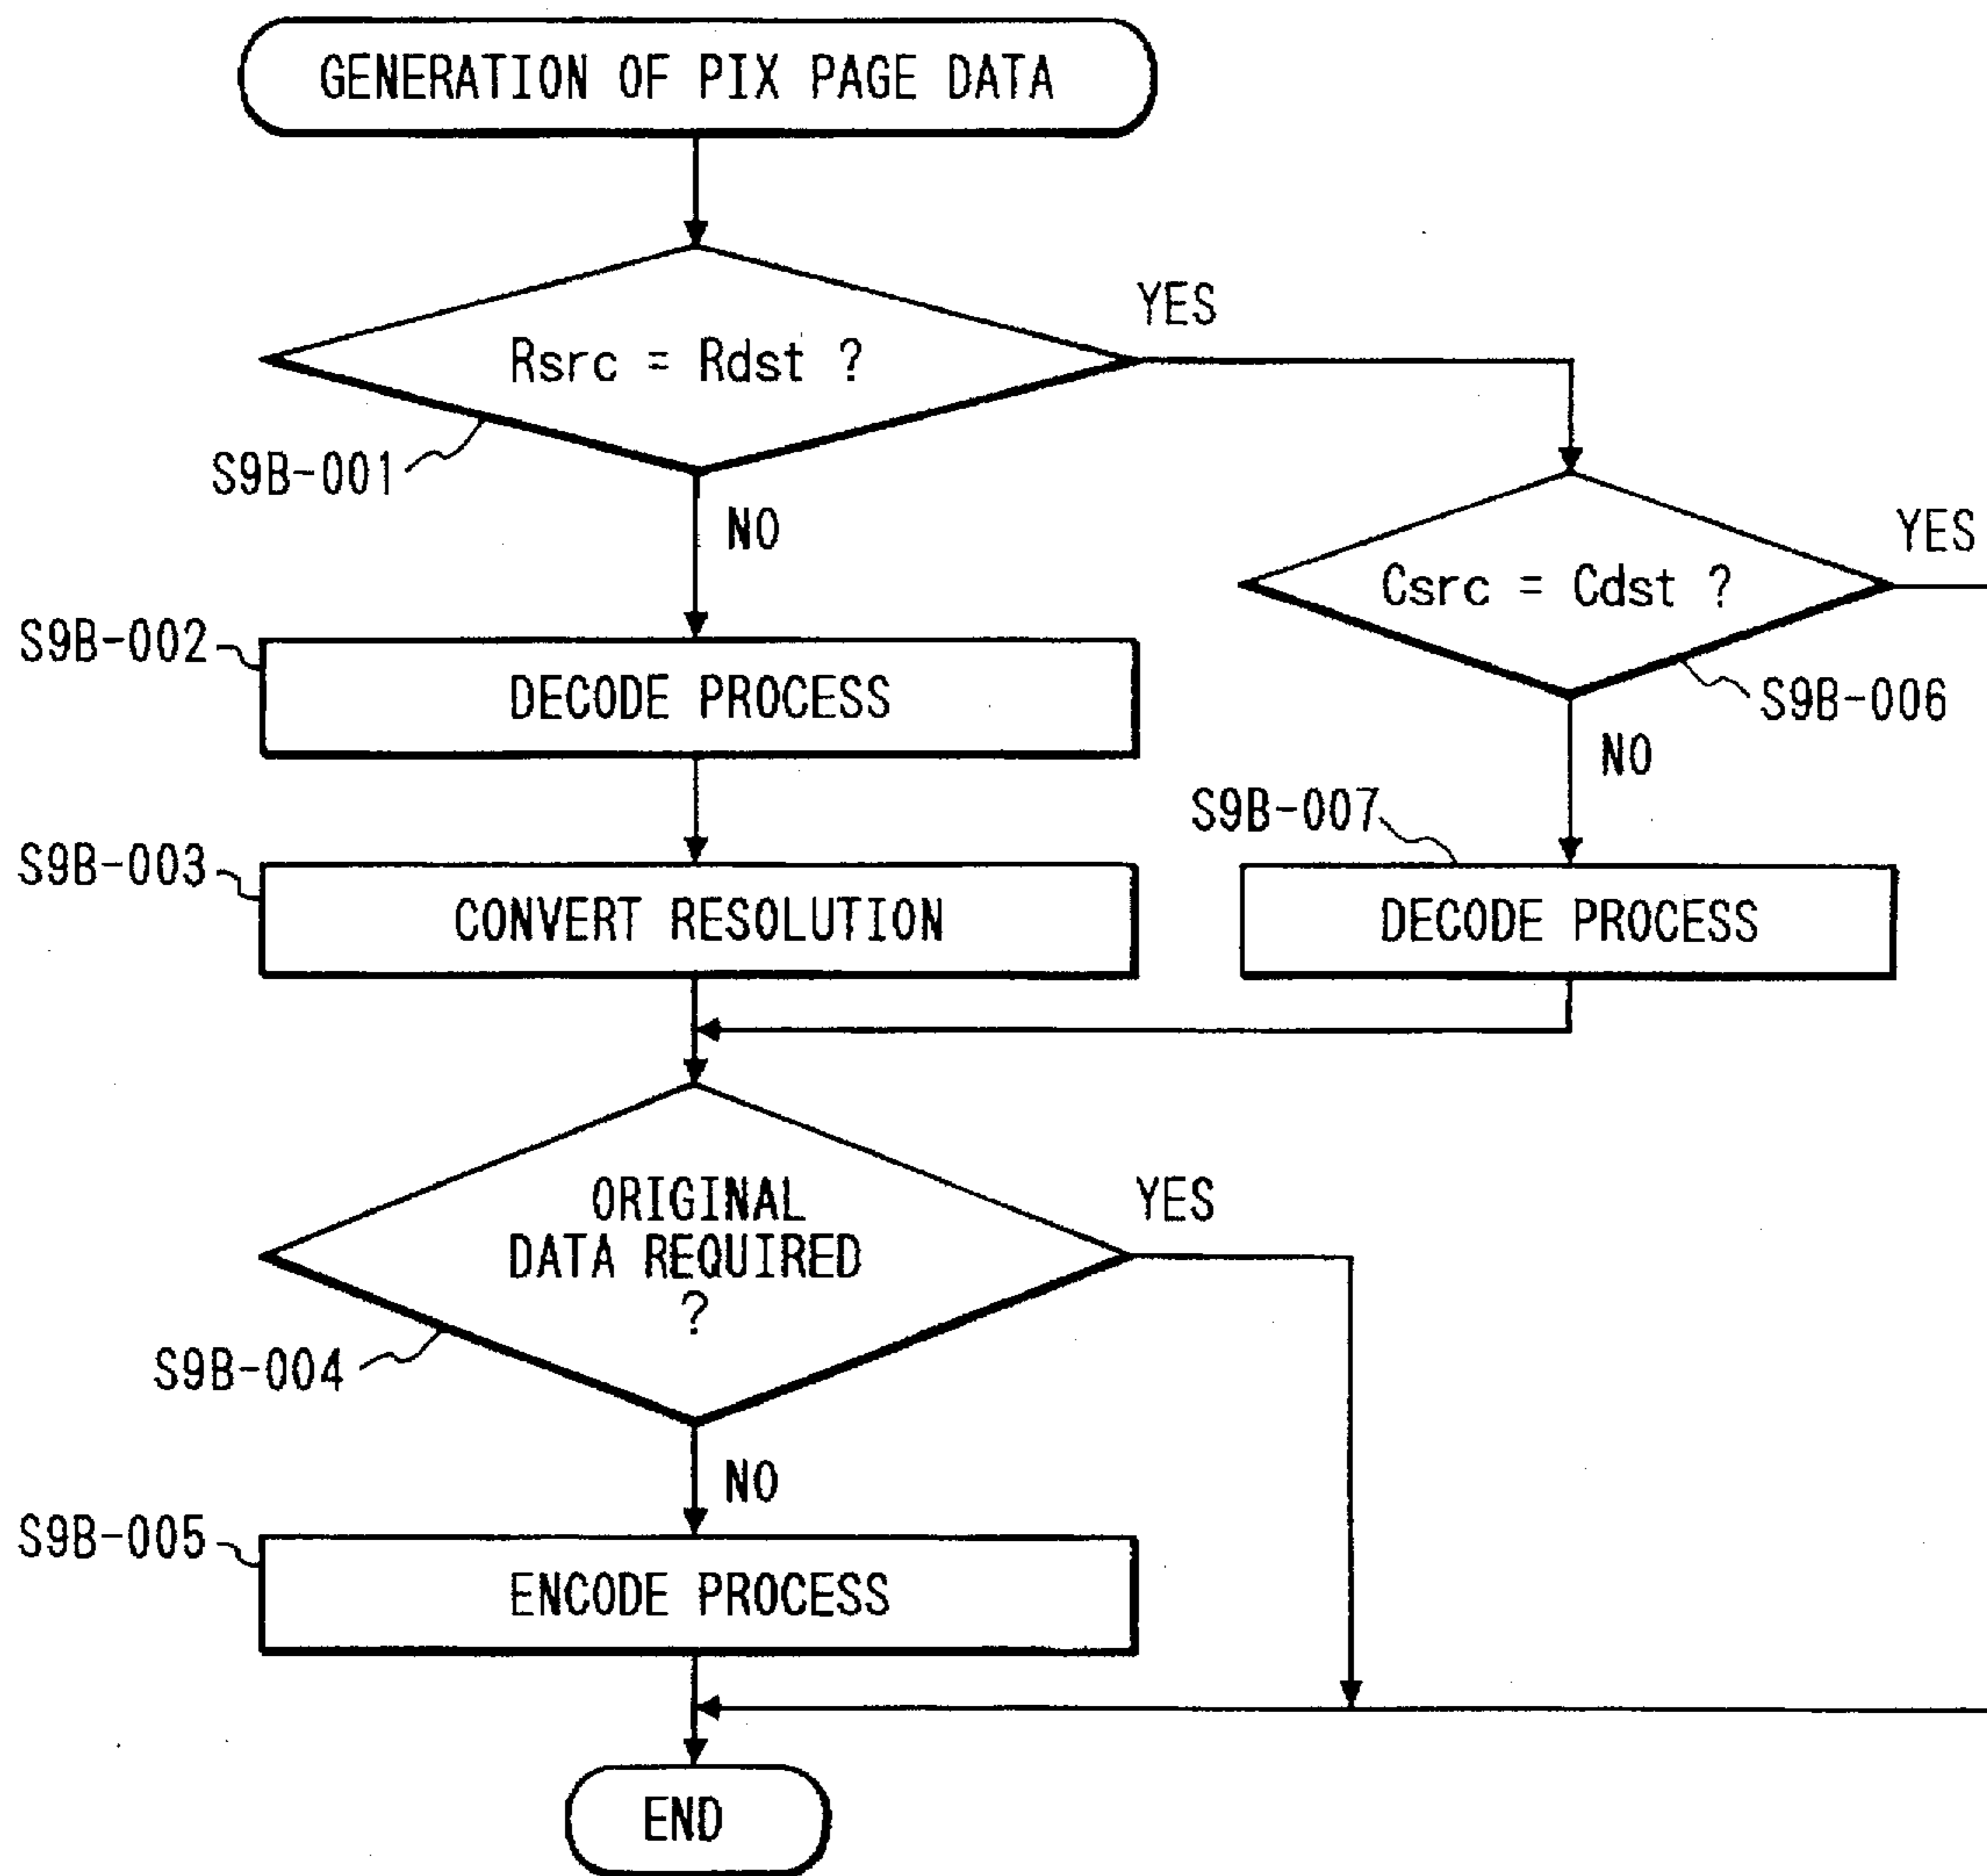 GENERATION OF PIX PAGE DATA
Rsrc = Rdst ?
YES
S9B-001
NO
Csrc = Cdst ?
YES
S9B-006
NO
S9B-002
DECODE PROCESS
S9B-007
DECODE PROCESS
S9B-003
CONVERT RESOLUTION
ORIGINAL
DATA REQUIRED
?
YES
S9B-004
NO
S9B-005
ENCODE PROCESS
END